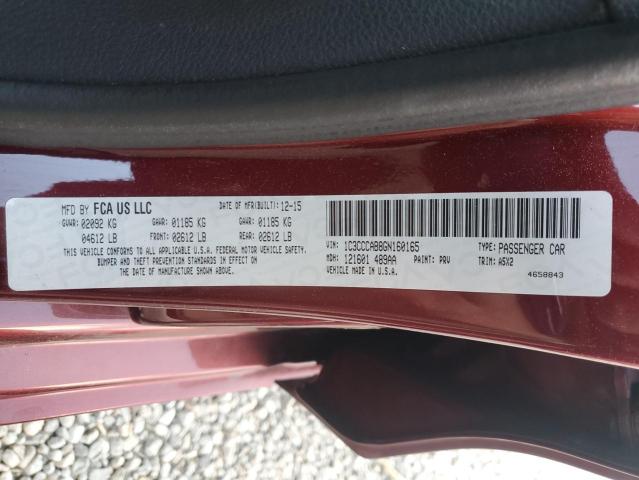 MFD BY FCA US LLC DATE OF MFR(BUILT): 12-15
GVWR: 02092 KG GAWR: 01185 KG GAWR: 01185 KG
04612 LB FRONT: 02612 LB REAR: 02612 LB
THIS VEHICLE CONFORMS TO ALL APPLICABLE U.S.A. FEDERAL MOTOR VEHICLE SAFETY,
BUMPER AND THEFT PREVENTION STANDARDS IN EFFECT ON
THE DATE OF MANUFACTURE SHOWN ABOVE.
VIN: 1C3CCCAB8GN160165 TYPE: PASSENGER CAR
MDH: 121601 489AA PAINT: PRV TRIM: A5X2
MADE IN U.S.A.
4658843